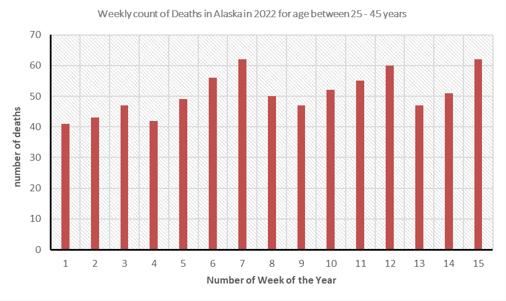 Weekly count of Deaths in Alaska in 2022 for age between 25 - 45 years
70
60
50
40
30
20
10
0
number of deaths
1 2 3 4 5 6 7 8 9 10 11 12 13 14 15
Number of Week of the Year